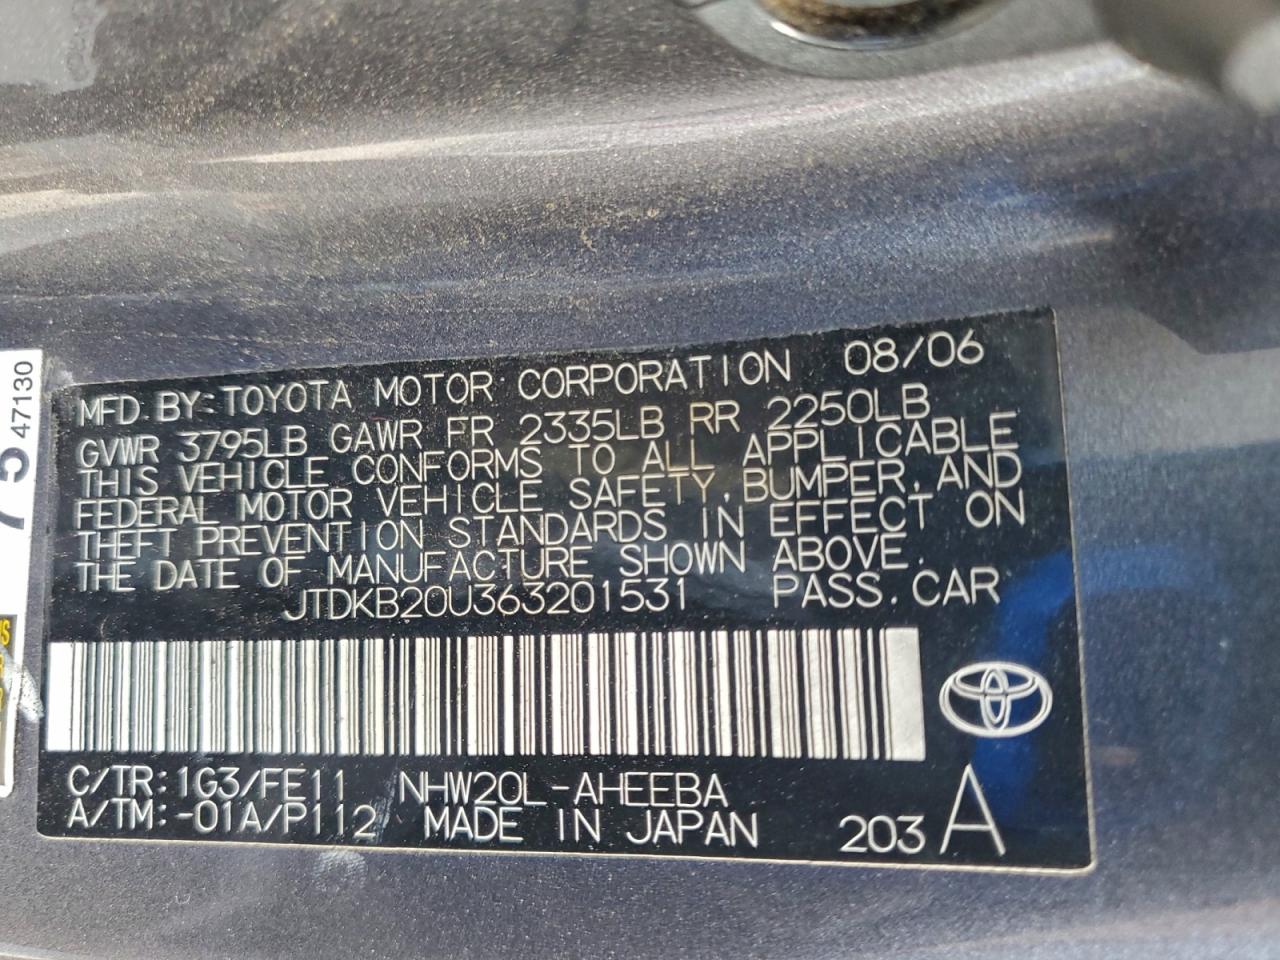 MFD. BY: TOYOTA MOTOR CORPORATION 08/06
GVWR 3795LB GAWR FR 2335LB RR 2250LB
THIS VEHICLE CONFORMS TO ALL APPLICABLE
FEDERAL MOTOR VEHICLE SAFETY, BUMPER, AND
THEFT PREVENTION STANDARDS IN EFFECT ON
THE DATE OF MANUFACTURE SHOWN ABOVE.
JTDKB20U363201531 PASS. CAR
C/TR: 1G3/FE11 NHW20L-AHEEBA
A/TM: -01A/P112 MADE IN JAPAN 203 A
47130